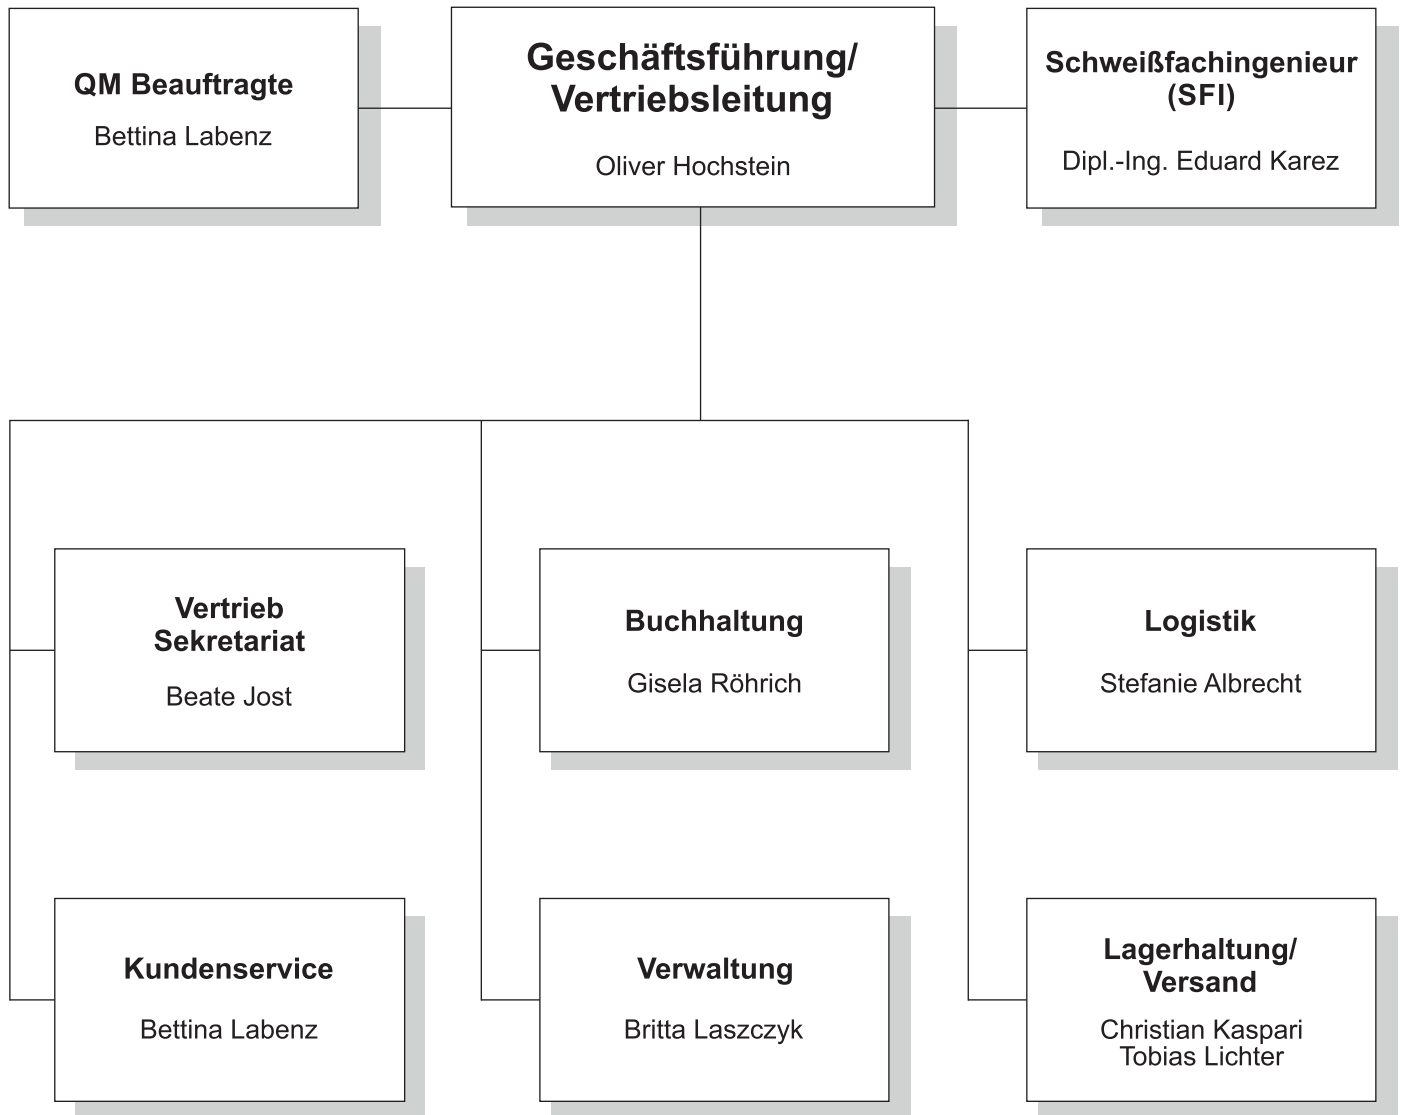 QM Beauftragte
Bettina Labenz
Geschäftsführung/
Vertriebsleitung
Oliver Hochstein
Schweißfachingenieur
(SFI)
Dipl.-Ing. Eduard Karez
Vertrieb
Sekretariat
Beate Jost
Buchhaltung
Gisela Röhrich
Logistik
Stefanie Albrecht
Kundenservice
Bettina Labenz
Verwaltung
Britta Laszczyk
Lagerhaltung/
Versand
Christian Kaspari
Tobias Lichter